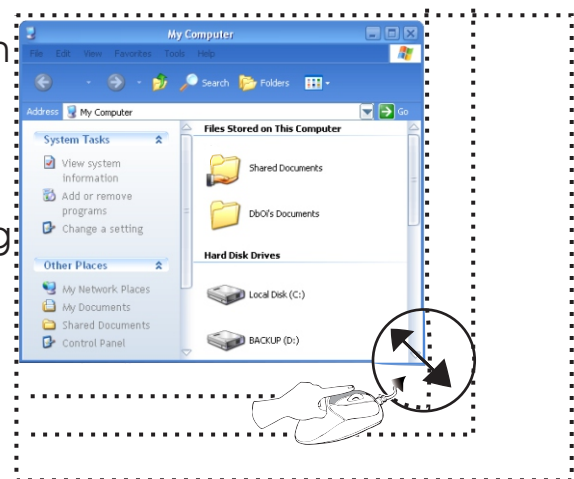 My Computer
File Edit View Favorites Tools Help
Search Folders
Address My Computer Go
System Tasks
View system
information
Add or remove
programs
Change a setting
Other Places
My Network Places
My Documents
Shared Documents
Control Panel
Files Stored on This Computer
Shared Documents
DbOi's Documents
Hard Disk Drives
Local Disk (C:)
BACKUP (D:)